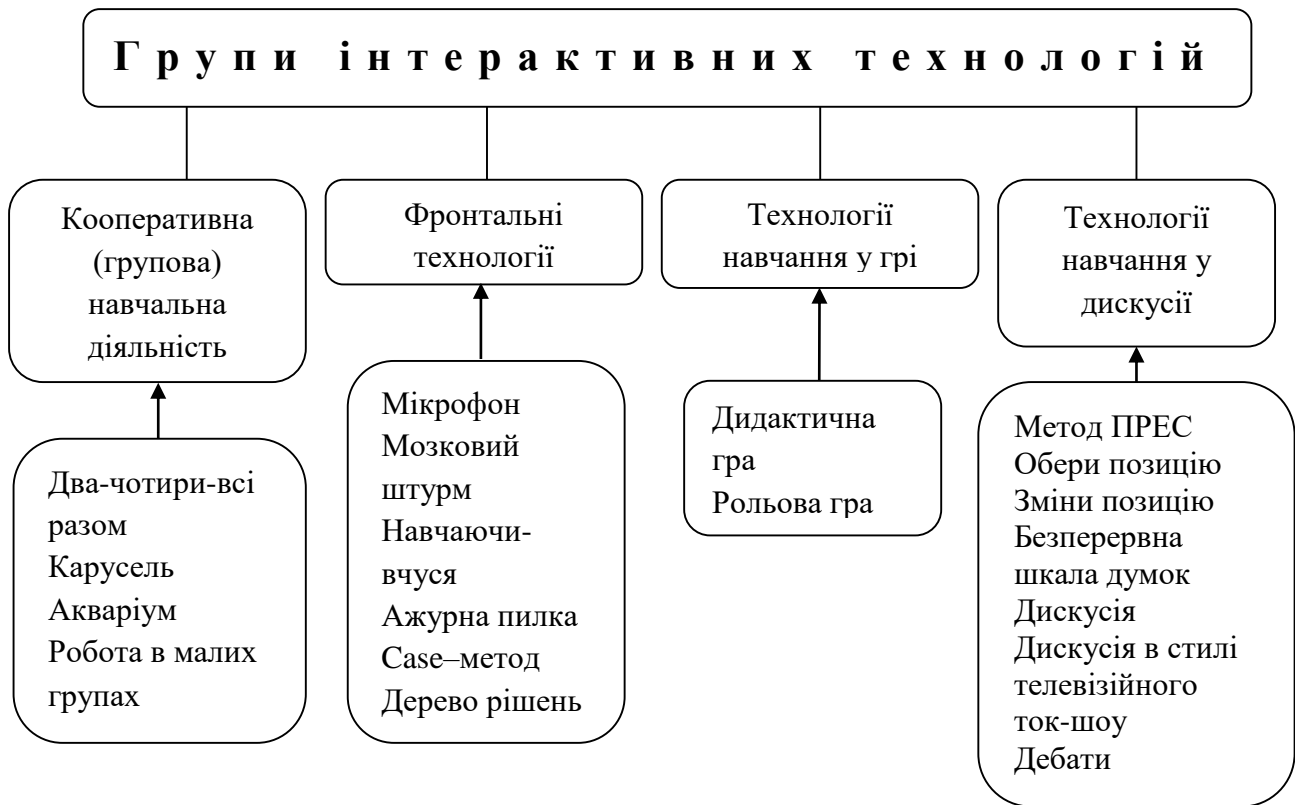 Групи інтерактивних технологій
Кооперативна
(групова)
навчальна
діяльність
Фронтальні
технології
Технології
навчання у грі
Технології
навчання у
дискусії
Два-чотири-всі
разом
Карусель
Акваріум
Робота в малих
групах
Мікрофон
Мозковий
штурм
Навчаючи-
вчуся
Ажурна пилка
Case–метод
Дерево рішень
Дидактична
гра
Рольова гра
Метод ПРЕС
Обери позицію
Зміни позицію
Безперервна
шкала думок
Дискусія
Дискусія в стилі
телевізійного
ток-шоу
Дебати